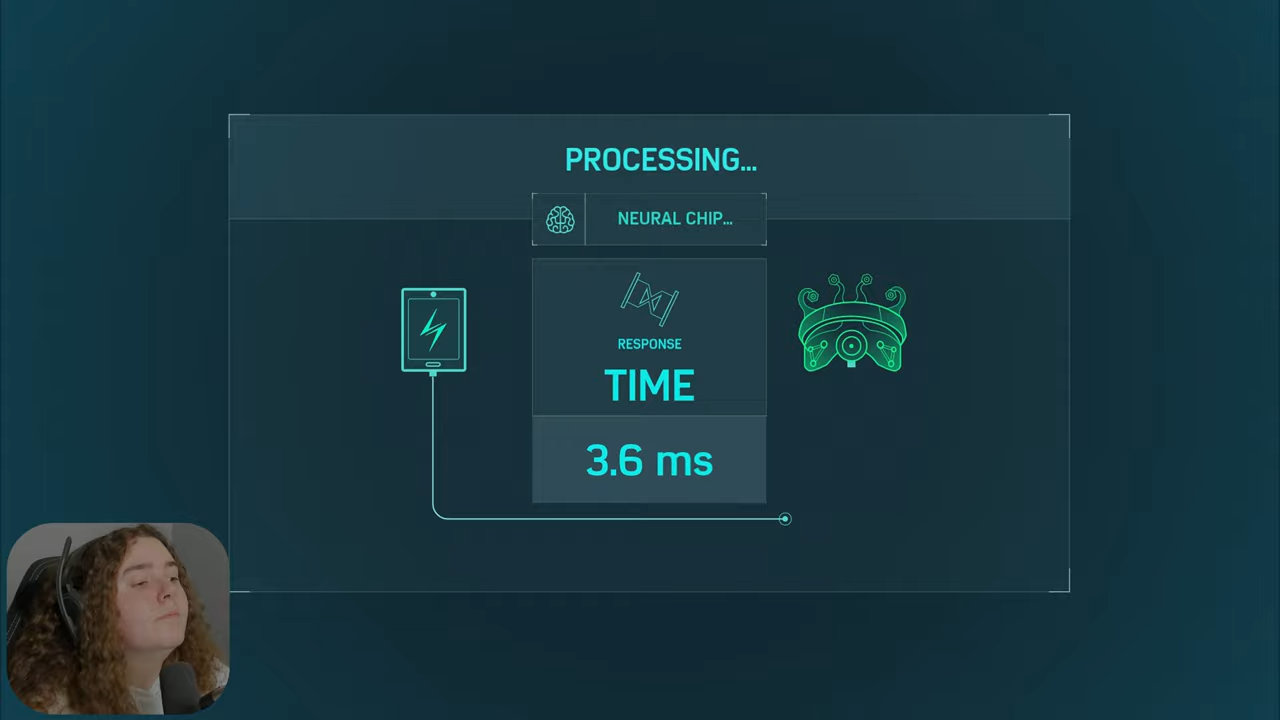 PROCESSING...
NEURAL CHIP...
RESPONSE
TIME
3.6 ms